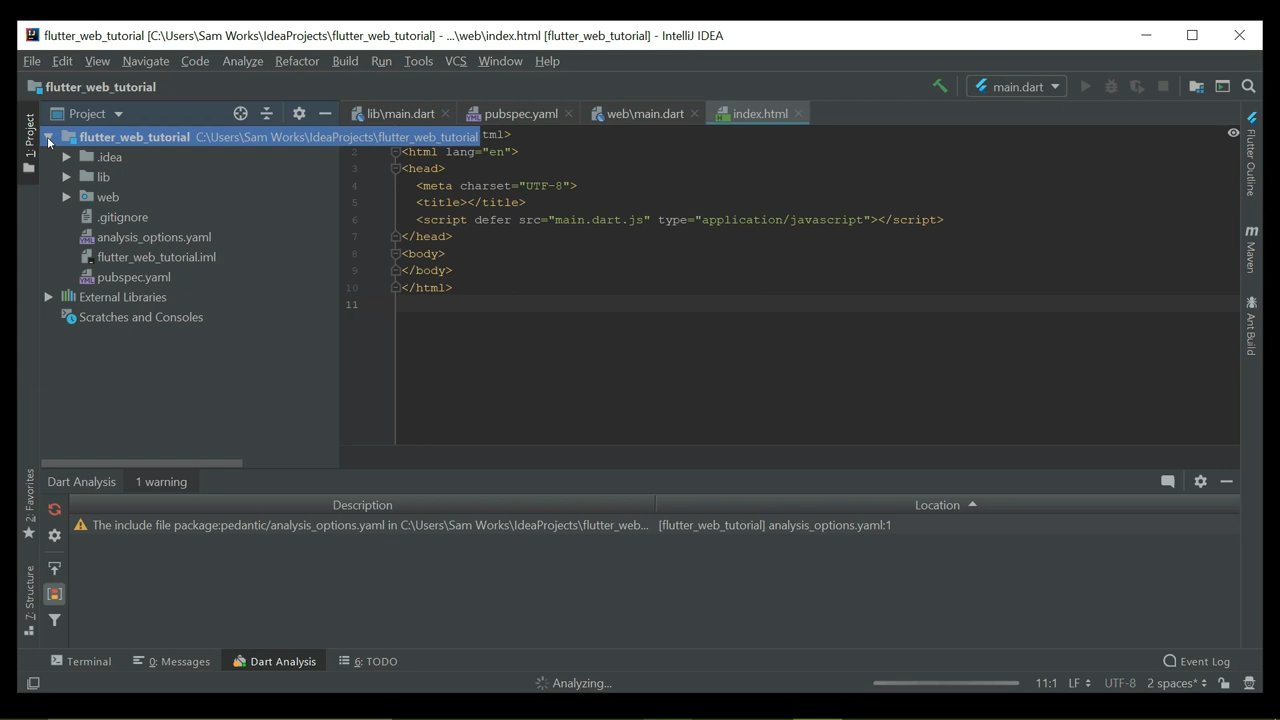 flutter_web_tutorial [C:\Users\Sam Works\IdeaProjects\flutter_web_tutorial] - ...\web\index.html [flutter_web_tutorial] - IntelliJ IDEA
File Edit View Navigate Code Analyze Refactor Build Run Tools VCS Window Help
flutter_web_tutorial
main.dart
Project
lib\main.dart
pubspec.yaml
web\main.dart
index.html
1: Project
flutter_web_tutorial C:\Users\Sam Works\IdeaProjects\flutter_web_tutorial
.idea
lib
web
.gitignore
analysis_options.yaml
flutter_web_tutorial.iml
pubspec.yaml
External Libraries
Scratches and Consoles
tml>
2 <html lang="en">
3 <head>
4 <meta charset="UTF-8">
5 <title></title>
6 <script defer src="main.dart.js" type="application/javascript"></script>
7 </head>
8 <body>
9 </body>
10 </html>
11
Flutter Outline
Maven
Ant Build
2: Favorites
7: Structure
Dart Analysis 1 warning
Description Location
The include file package:pedantic/analysis_options.yaml in C:\Users\Sam Works\IdeaProjects\flutter_web... [flutter_web_tutorial] analysis_options.yaml:1
Terminal 0: Messages Dart Analysis 6: TODO Event Log
Analyzing... 11:1 LF UTF-8 2 spaces*